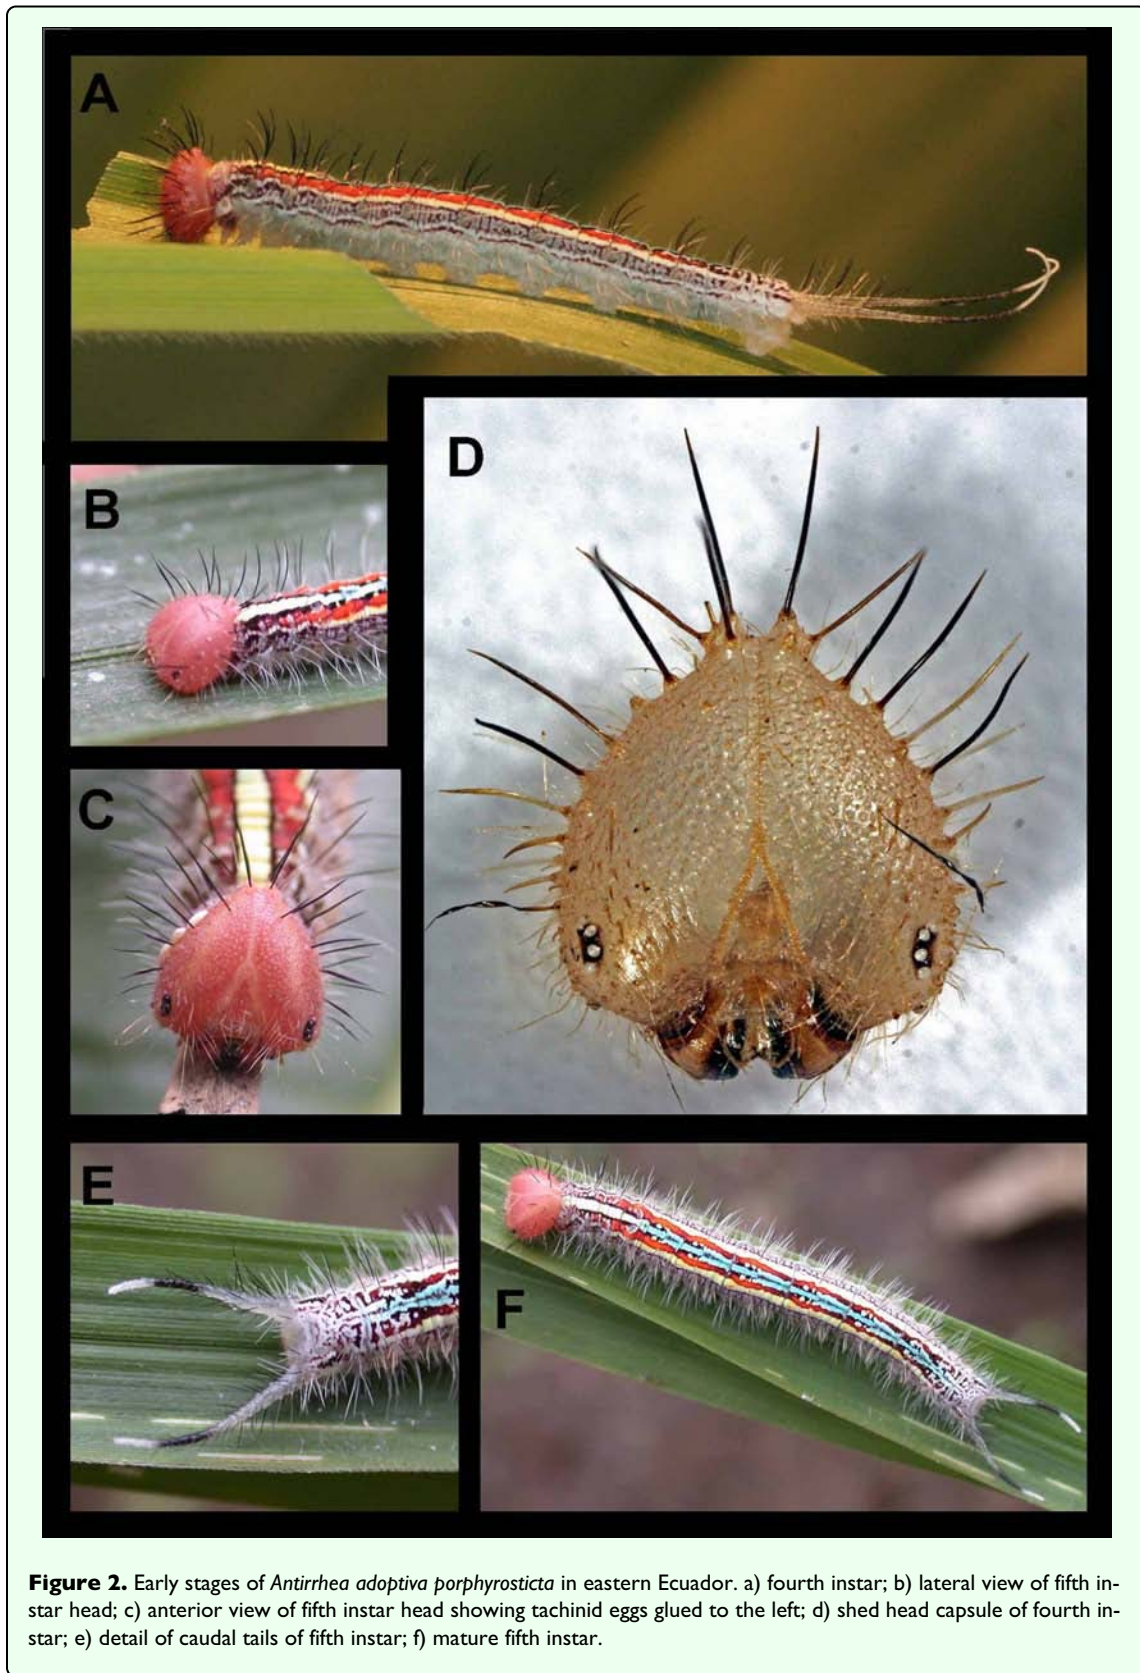 A
B
C
D
E
F
Figure 2. Early stages of Antirrhea adoptiva porphyrosticta in eastern Ecuador. a) fourth instar; b) lateral view of fifth in-
star head; c) anterior view of fifth instar head showing tachinid eggs glued to the left; d) shed head capsule of fourth in-
star; e) detail of caudal tails of fifth instar; f) mature fifth instar.